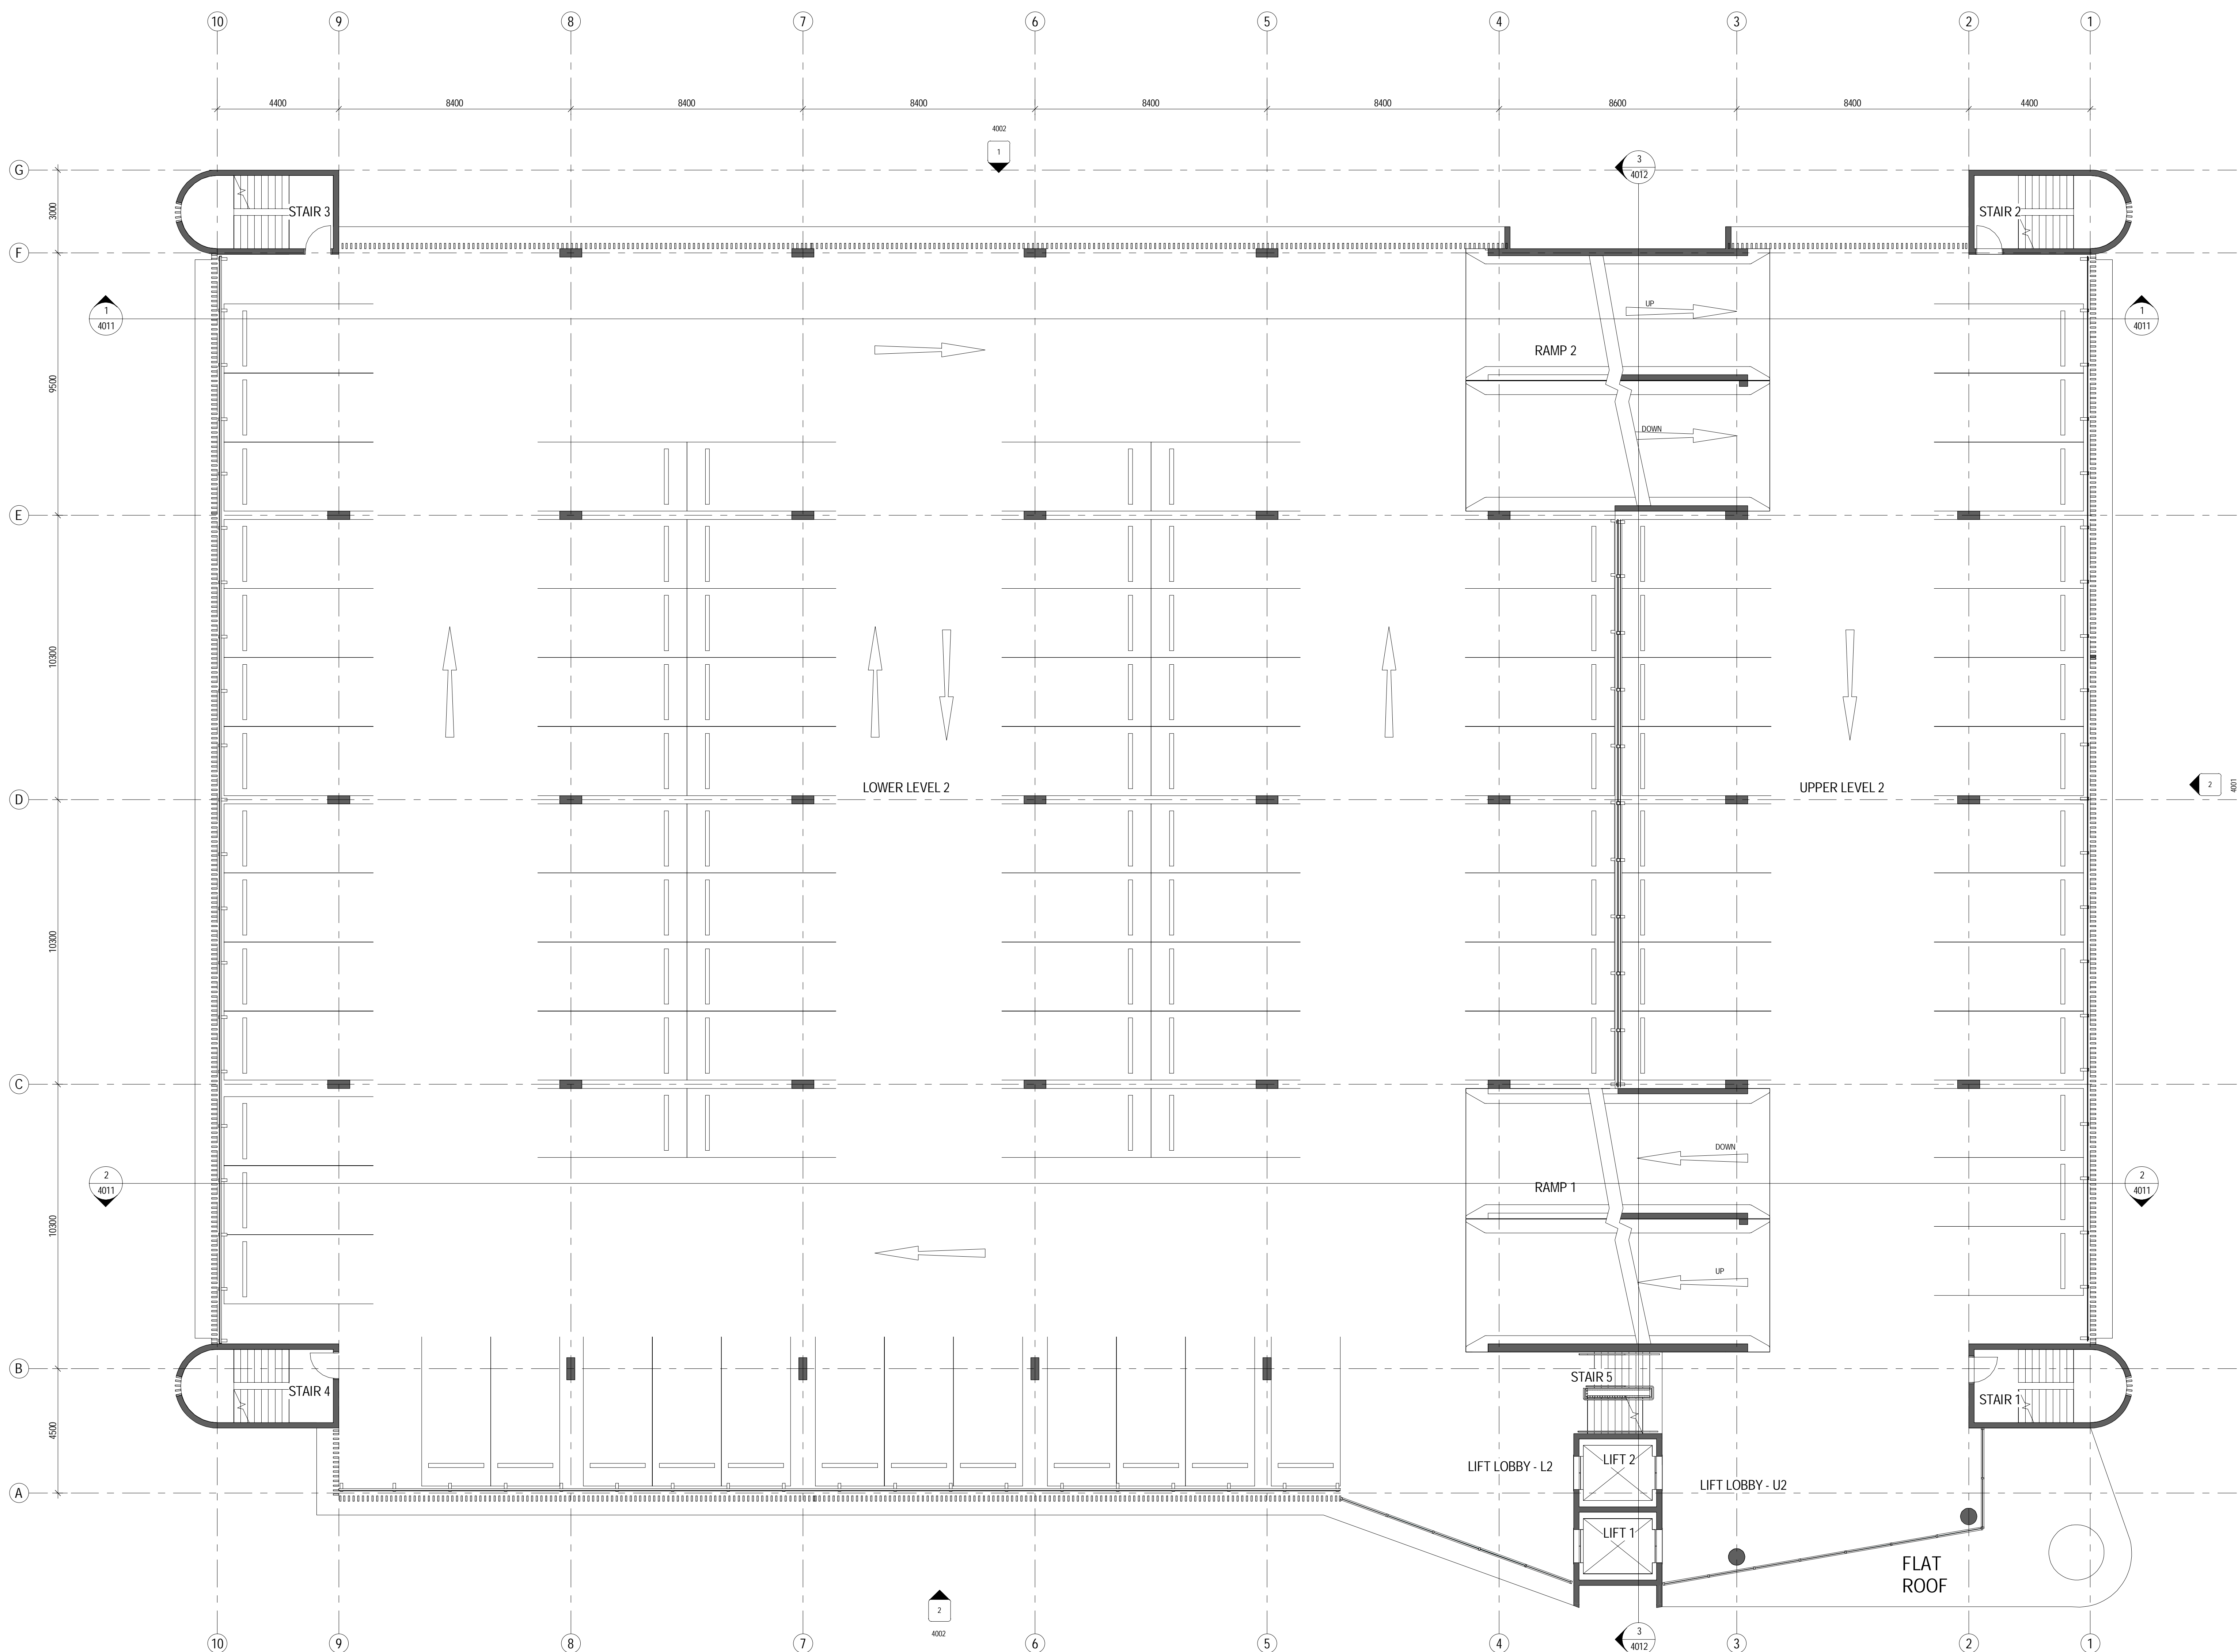 10 9 8 7 6 5 4 3 2 1
4400 8400 8400 8400 8400 8400 8600 8400 4400
4002
1
3
4012
G
3000
STAIR 3
STAIR 2
F
1
4011
UP
1
4011
RAMP 2
9500
DOWN
E
10300
LOWER LEVEL 2
UPPER LEVEL 2
2
4001
D
10300
C
DOWN
2
4011
RAMP 1
2
4011
10300
UP
B
STAIR 5
STAIR 4
STAIR 1
4500
LIFT 2
LIFT LOBBY - L2
LIFT LOBBY - U2
A
LIFT 1
FLAT
ROOF
2
4002
3
4012
10 9 8 7 6 5 4 3 2 1